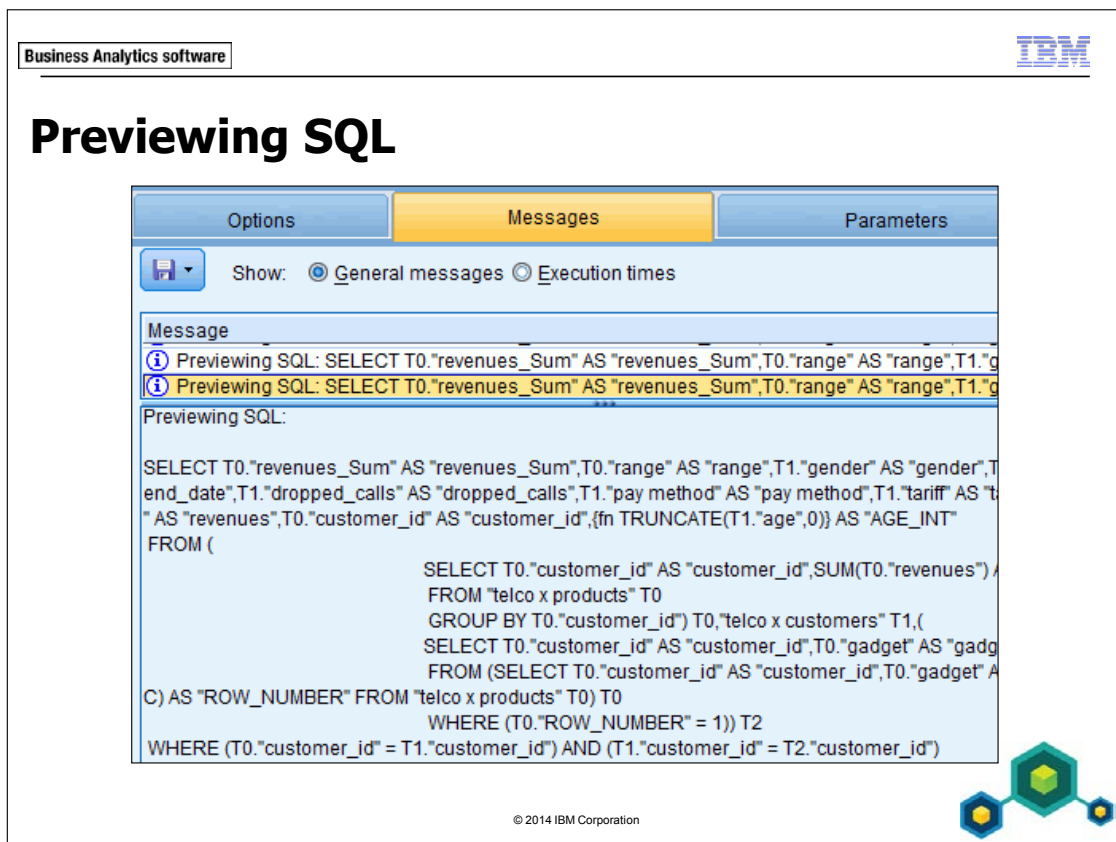 Business Analytics software
IBM
Previewing SQL
Options Messages Parameters
Show: General messages Execution times
Message
Previewing SQL: SELECT T0."revenues_Sum" AS "revenues_Sum",T0."range" AS "range",T1."g
Previewing SQL: SELECT T0."revenues_Sum" AS "revenues_Sum",T0."range" AS "range",T1."g
Previewing SQL:
SELECT T0."revenues_Sum" AS "revenues_Sum",T0."range" AS "range",T1."gender" AS "gender",T
end_date",T1."dropped_calls" AS "dropped_calls",T1."pay method" AS "pay method",T1."tariff" AS "ta
" AS "revenues",T0."customer_id" AS "customer_id",{fn TRUNCATE(T1."age",0)} AS "AGE_INT"
FROM (
SELECT T0."customer_id" AS "customer_id",SUM(T0."revenues") A
FROM "telco x products" T0
GROUP BY T0."customer_id") T0,"telco x customers" T1,(
SELECT T0."customer_id" AS "customer_id",T0."gadget" AS "gadg
FROM (SELECT T0."customer_id" AS "customer_id",T0."gadget" A
C) AS "ROW_NUMBER" FROM "telco x products" T0) T0
WHERE (T0."ROW_NUMBER" = 1)) T2
WHERE (T0."customer_id" = T1."customer_id") AND (T1."customer_id" = T2."customer_id")
© 2014 IBM Corporation